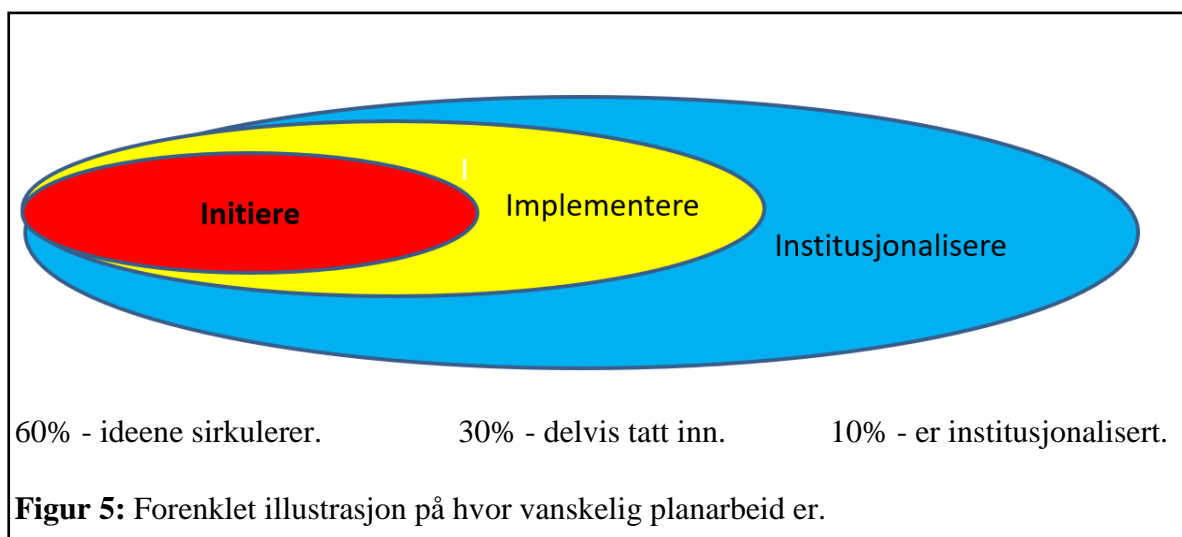 Initiere
Implementere
Institusjonalisere
60% - ideene sirkulerer. 30% - delvis tatt inn. 10% - er institusjonalisert.
Figur 5: Forenklet illustrasjon på hvor vanskelig planarbeid er.